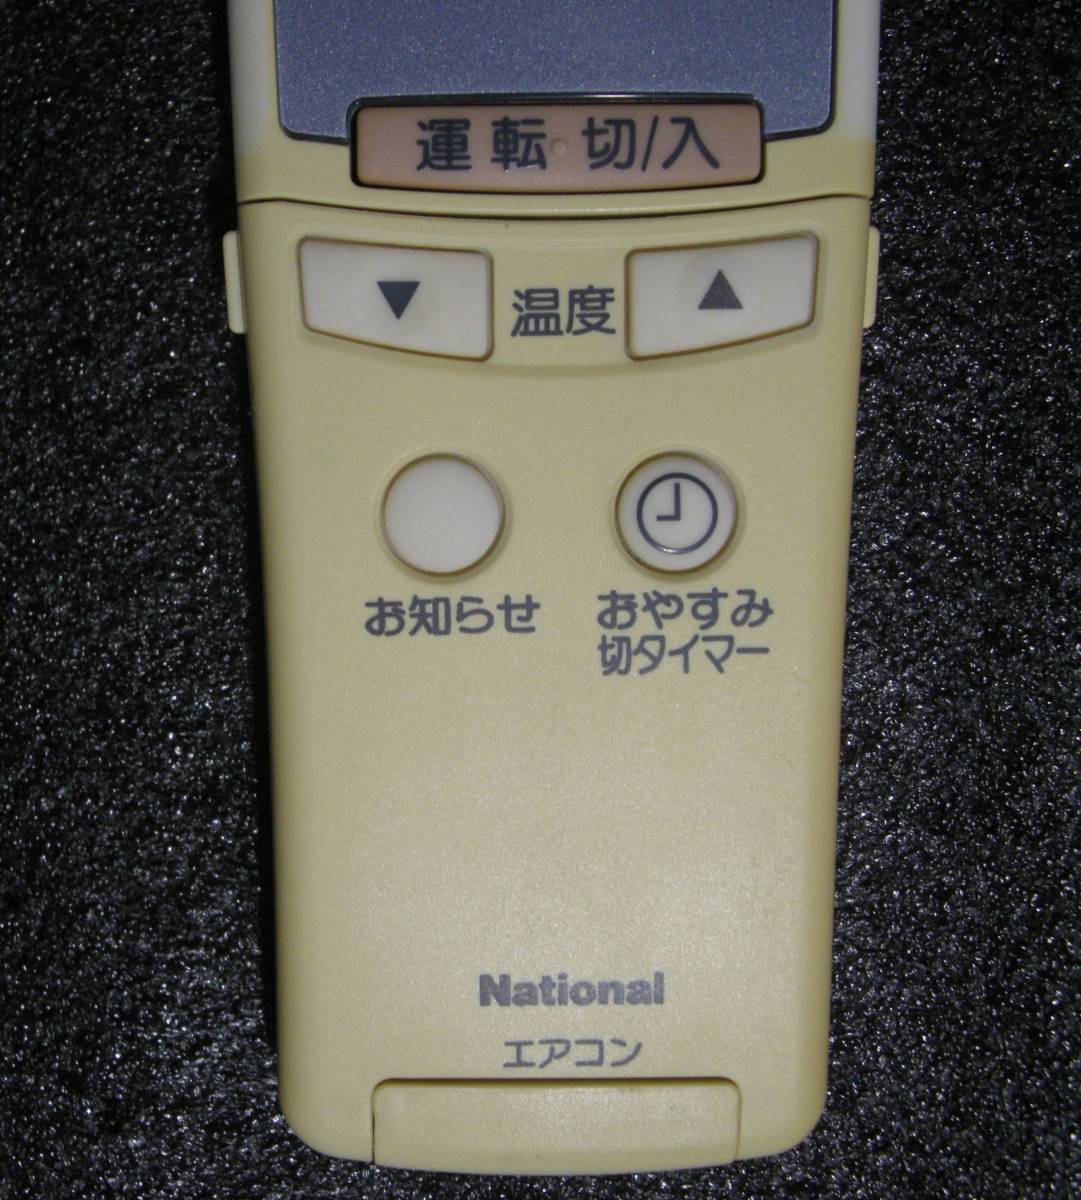 運転 切/入
▼ 温度 ▲
お知らせ
おやすみ
切タイマー
National
エアコン